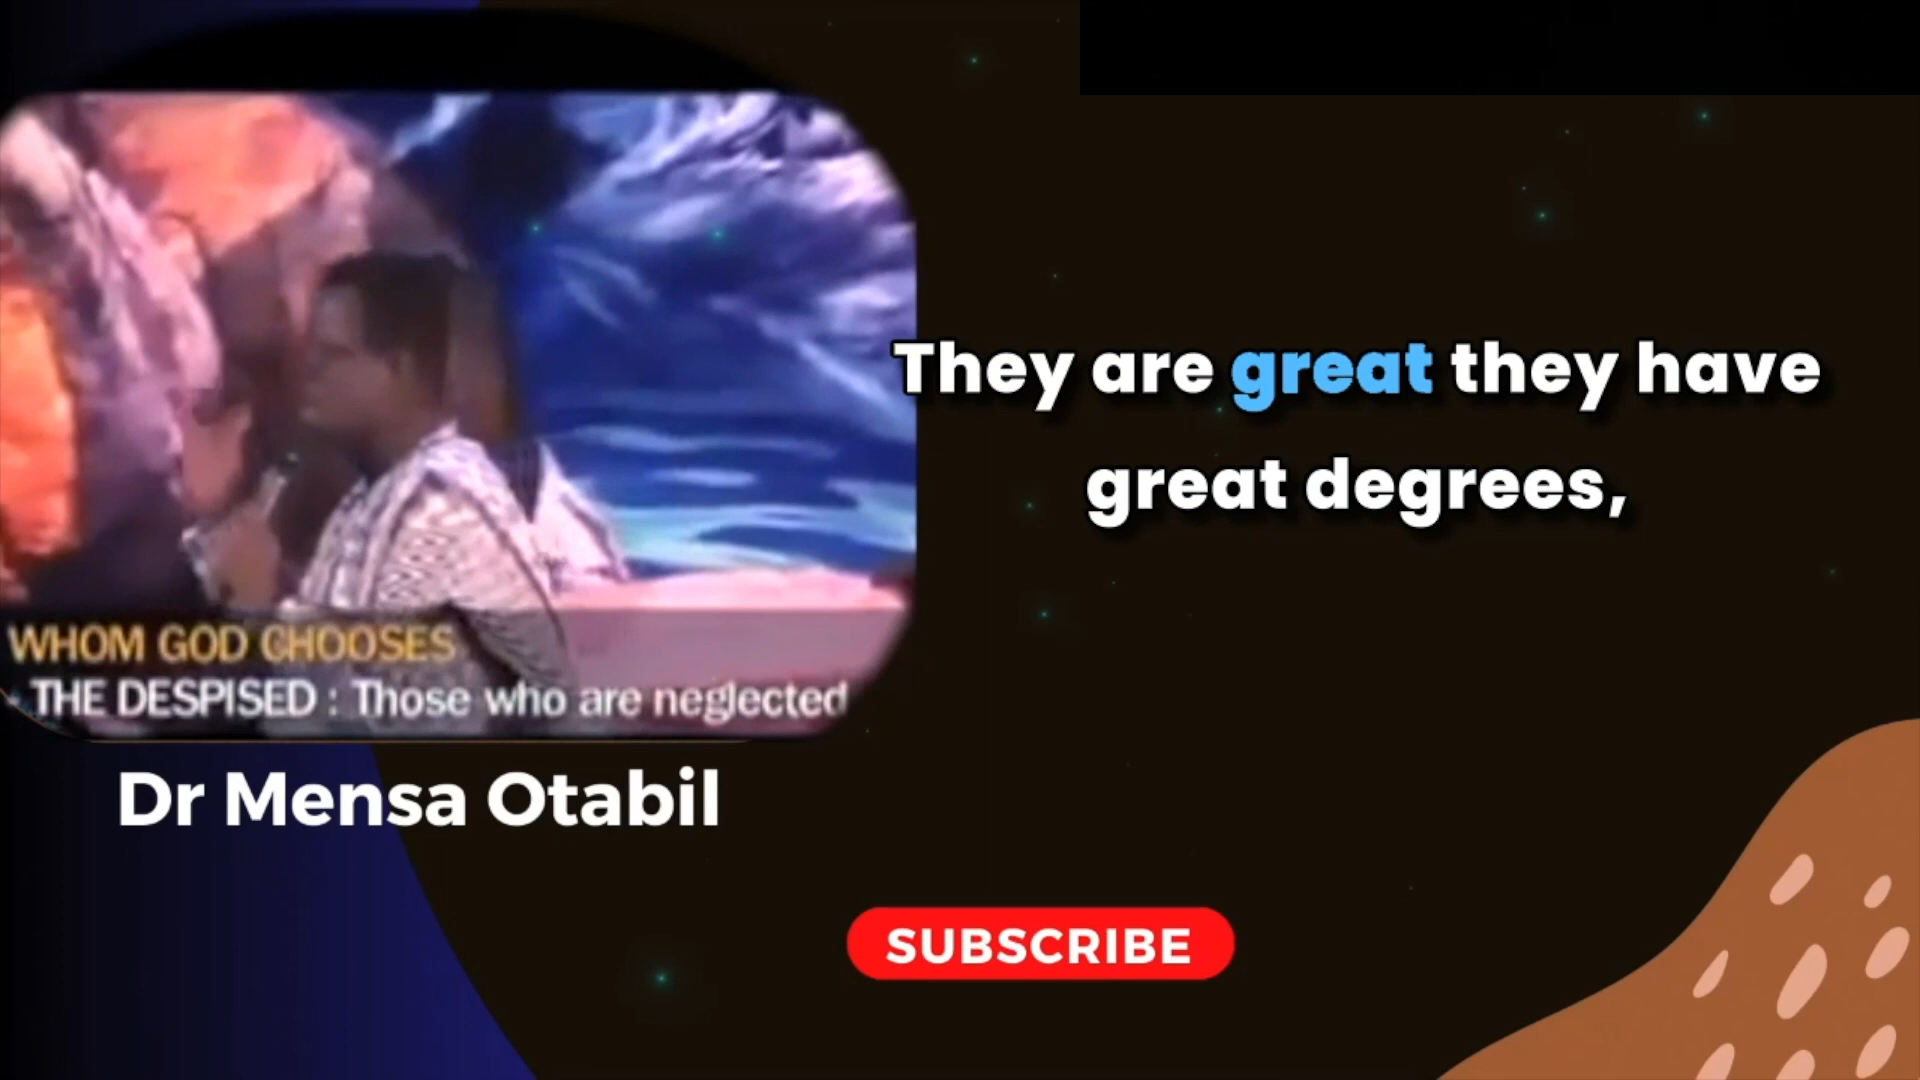 They are great they have
great degrees,
WHOM GOD CHOOSES
THE DESPISED : Those who are neglected
Dr Mensa Otabil
SUBSCRIBE